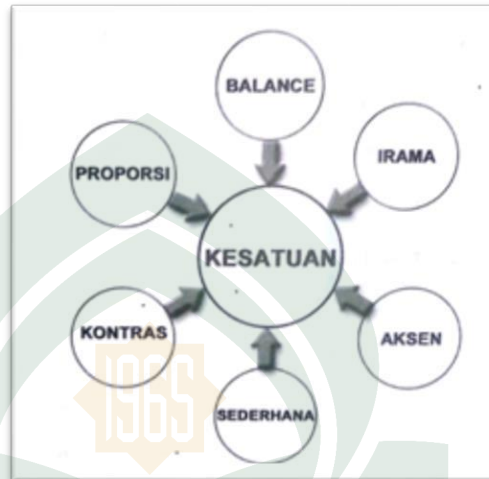 BALANCE
IRAMA
PROPORSI
KESATUAN
KONTRAS
AKSEN
SEDERHANA
1965